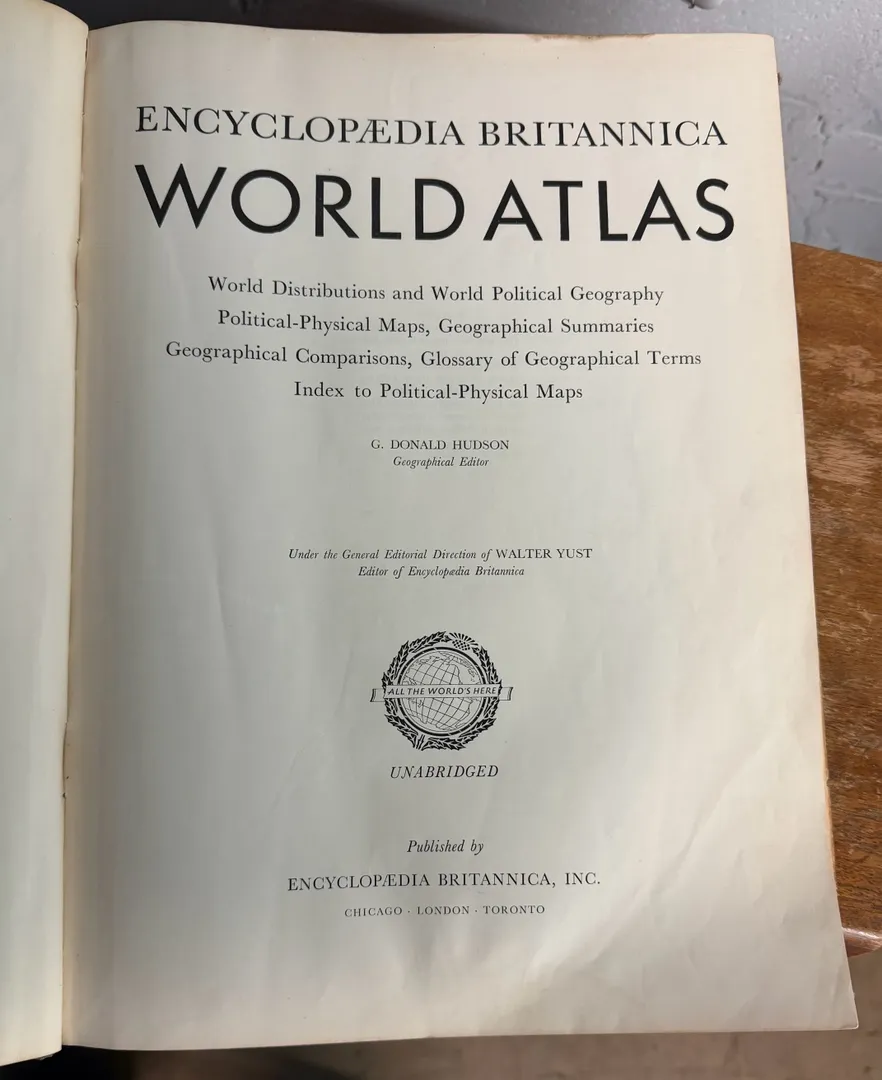 ENCYCLOPÆDIA BRITANNICA
WORLD ATLAS
World Distributions and World Political Geography
Political-Physical Maps, Geographical Summaries
Geographical Comparisons, Glossary of Geographical Terms
Index to Political-Physical Maps
G. DONALD HUDSON
Geographical Editor
Under the General Editorial Direction of WALTER YUST
Editor of Encyclopædia Britannica
ALL THE WORLD'S HERE
UNABRIDGED
Published by
ENCYCLOPÆDIA BRITANNICA, INC.
CHICAGO · LONDON · TORONTO